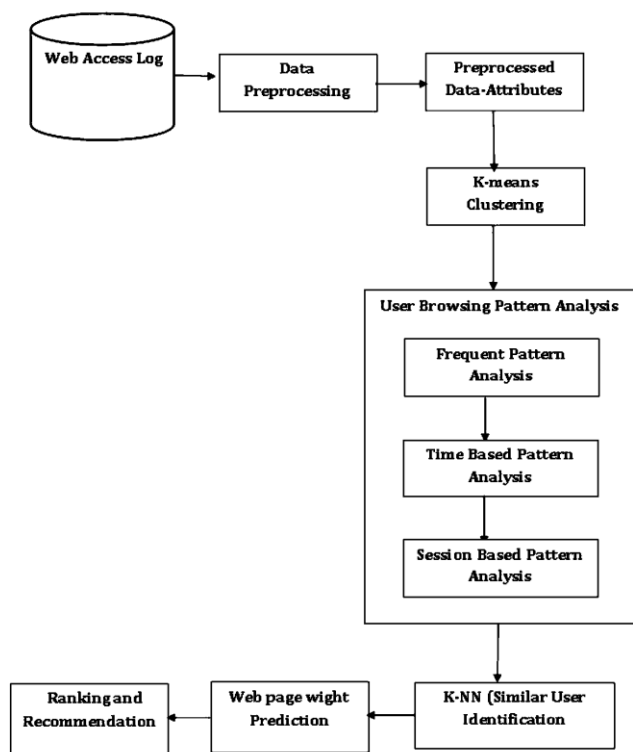 Web Access Log
Data
Preprocessing
Preprocessed
Data-Attributes
K-means
Clustering
User Browsing Pattern Analysis
Frequent Pattern
Analysis
Time Based Pattern
Analysis
Session Based Pattern
Analysis
K-NN (Similar User
Identification
Web page wight
Prediction
Ranking and
Recommendation